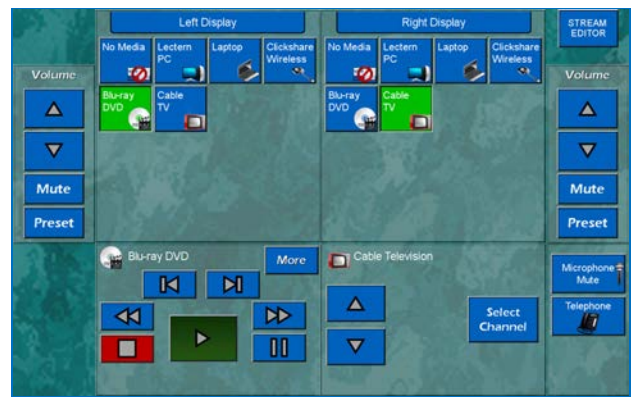 Left Display
Right Display
STREAM
EDITOR
No Media
Lectern
PC
Laptop
Clickshare
Wireless
No Media
Lectern
PC
Laptop
Clickshare
Wireless
Volume
Volume
Blu-ray
DVD
Cable
TV
Blu-ray
DVD
Cable
TV
Mute
Mute
Preset
Preset
Blu-ray DVD
More
Cable Television
Microphone
Mute
Select
Channel
Telephone